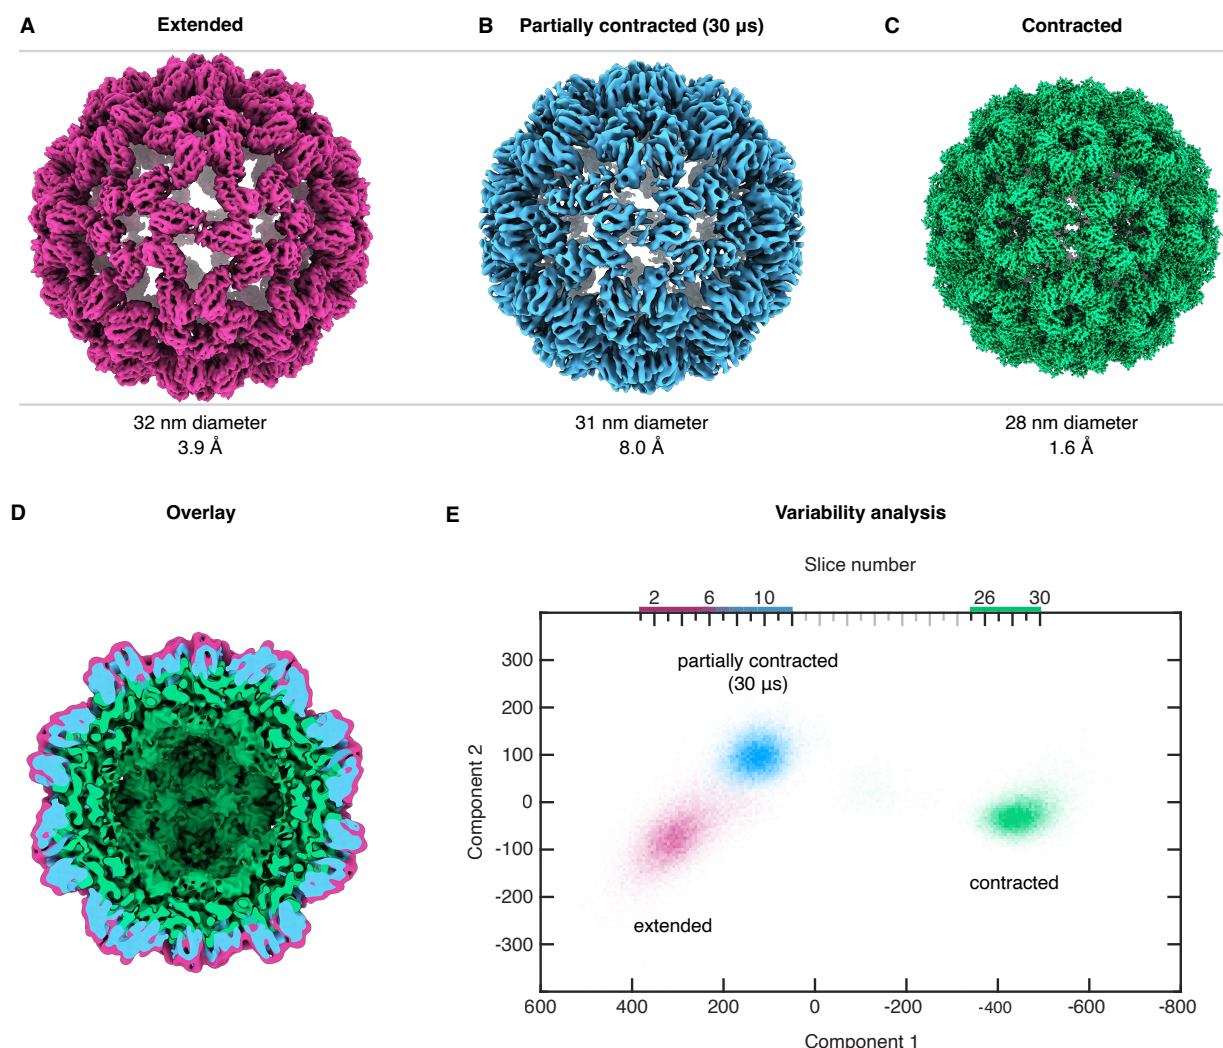 A Extended
B Partially contracted (30 µs)
C Contracted
32 nm diameter
3.9 Å
31 nm diameter
8.0 Å
28 nm diameter
1.6 Å
D Overlay
E Variability analysis
Slice number
2 6 10 26 30
partially contracted
(30 µs)
extended
contracted
Component 2
300
200
100
0
-100
-200
-300
600 400 200 0 -200 -400 -600 -800
Component 1